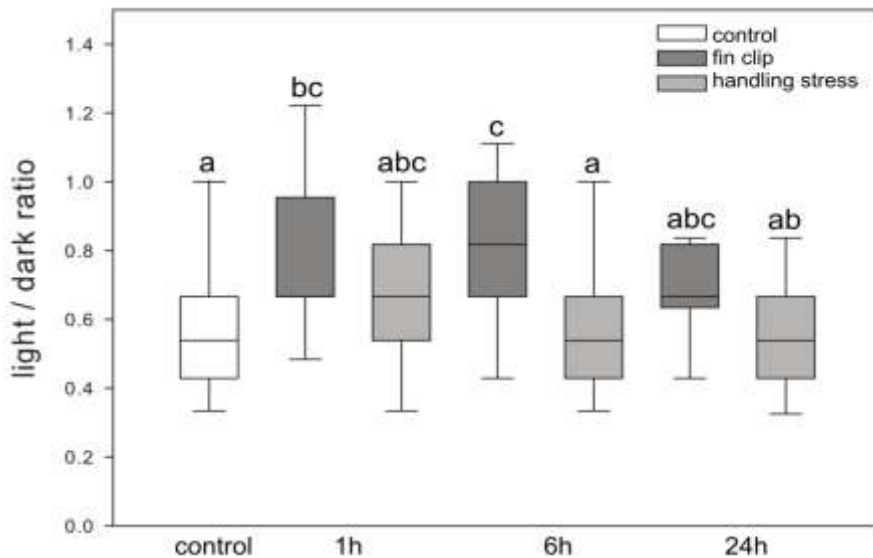 1.4
1.2
1.0
0.8
0.6
0.4
0.2
0.0
light / dark ratio
control
fin clip
handling stress
a
bc
abc
c
a
abc
ab
control 1h 6h 24h